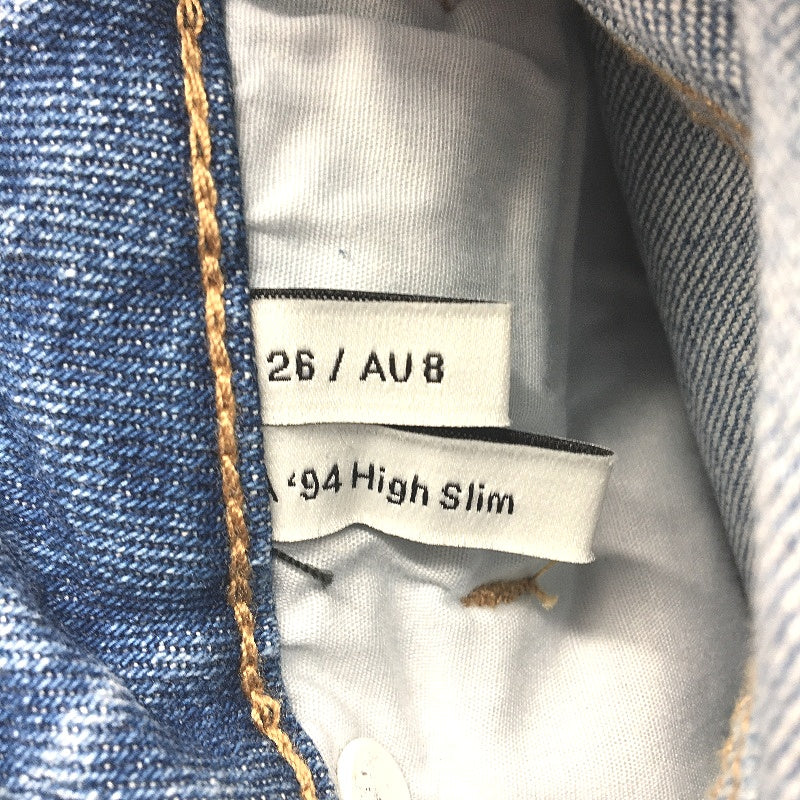 26 / AU 8
‘94 High Slim